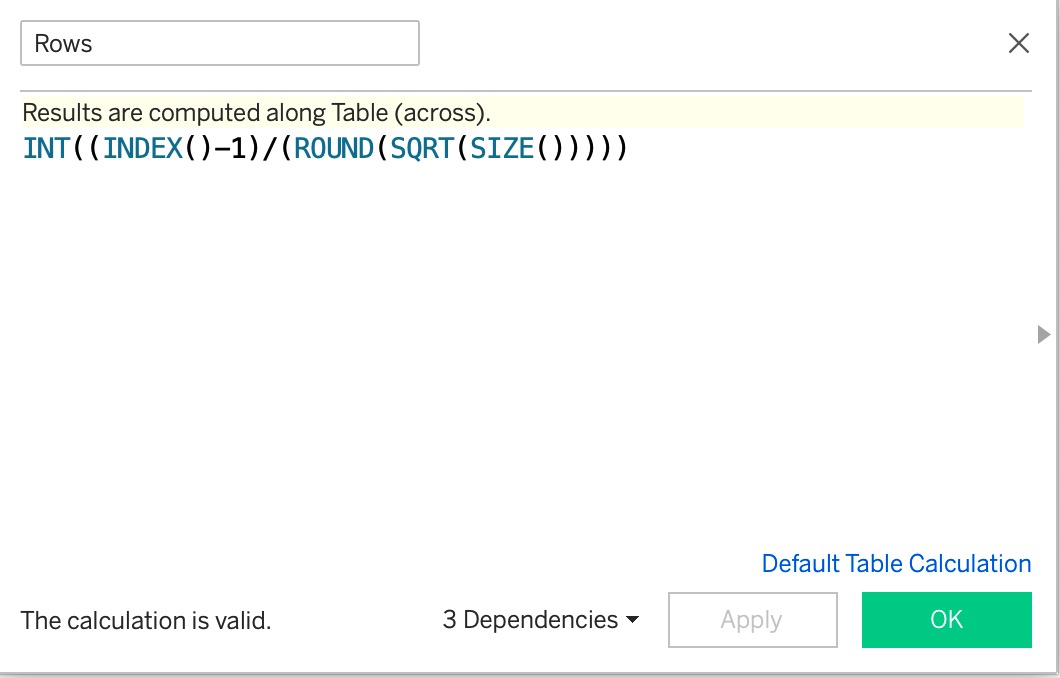 Rows
Results are computed along Table (across).
INT((INDEX()–1)/(ROUND(SQRT(SIZE()))))
Default Table Calculation
The calculation is valid.
3 Dependencies
Apply
OK